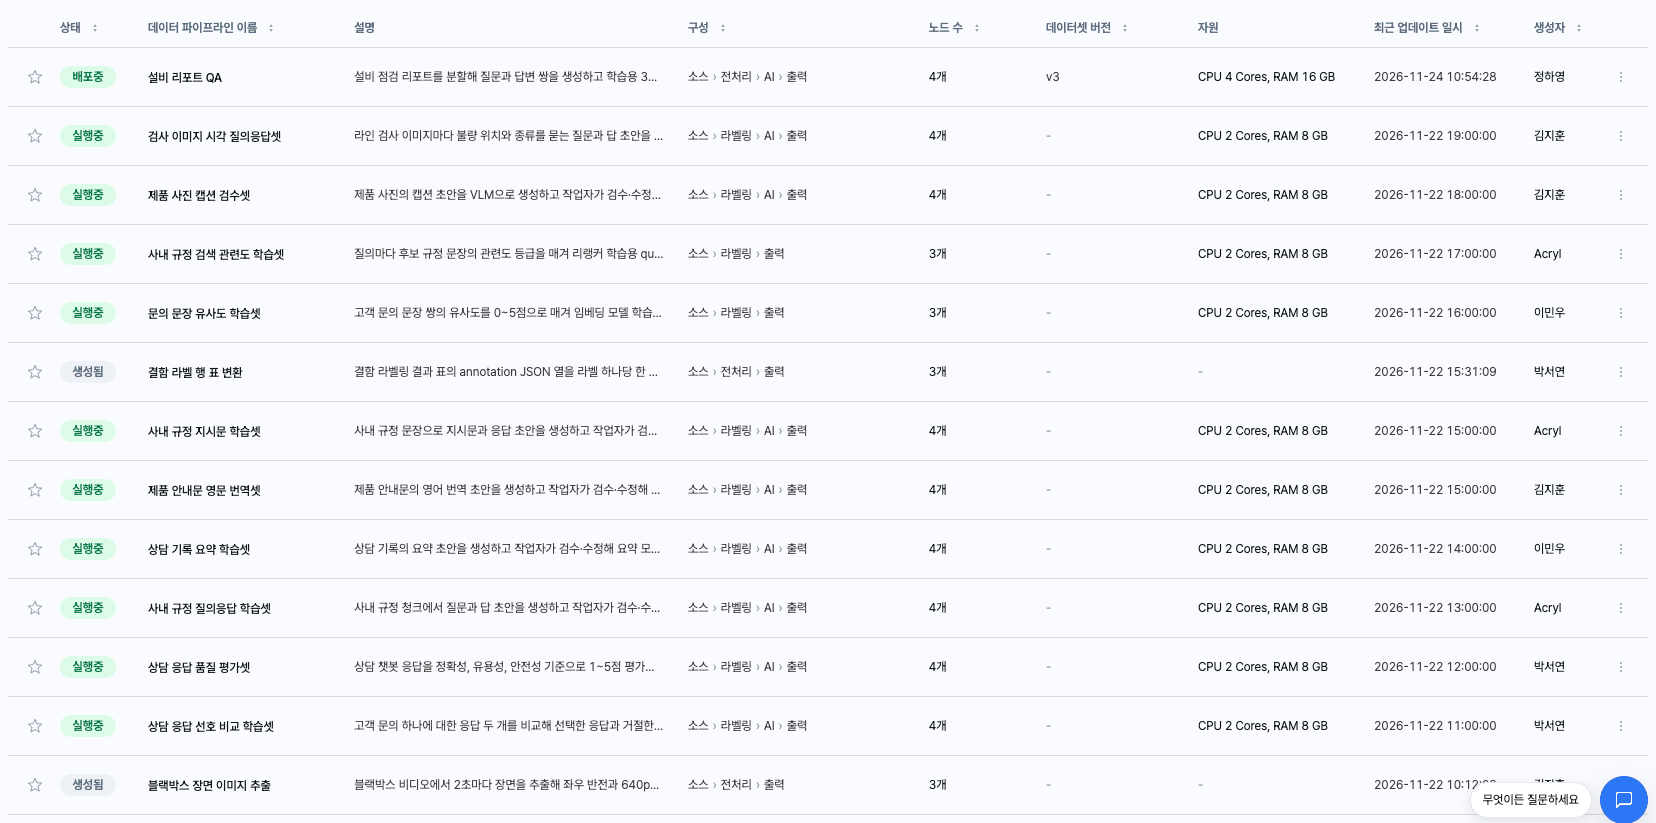 상태 데이터 파이프라인 이름 설명 구성 노드 수 데이터셋 버전 자원 최근 업데이트 일시 생성자
배포중 설비 리포트 QA 설비 점검 리포트를 분할해 질문과 답변 쌍을 생성하고 학습용 3... 소스 › 전처리 › AI › 출력 4개 v3 CPU 4 Cores, RAM 16 GB 2026-11-24 10:54:28 정하영
실행중 검사 이미지 시각 질의응답셋 라인 검사 이미지마다 불량 위치와 종류를 묻는 질문과 답 초안을 ... 소스 › 라벨링 › AI › 출력 4개 - CPU 2 Cores, RAM 8 GB 2026-11-22 19:00:00 김지훈
실행중 제품 사진 캡션 검수셋 제품 사진의 캡션 초안을 VLM으로 생성하고 작업자가 검수·수정... 소스 › 라벨링 › AI › 출력 4개 - CPU 2 Cores, RAM 8 GB 2026-11-22 18:00:00 김지훈
실행중 사내 규정 검색 관련도 학습셋 질의마다 후보 규정 문장의 관련도 등급을 매겨 리랭커 학습용 qu... 소스 › 라벨링 › 출력 3개 - CPU 2 Cores, RAM 8 GB 2026-11-22 17:00:00 Acryl
실행중 문의 문장 유사도 학습셋 고객 문의 문장 쌍의 유사도를 0~5점으로 매겨 임베딩 모델 학습... 소스 › 라벨링 › 출력 3개 - CPU 2 Cores, RAM 8 GB 2026-11-22 16:00:00 이민우
생성됨 결함 라벨 행 표 변환 결함 라벨링 결과 표의 annotation JSON 열을 라벨 하나당 한 ... 소스 › 전처리 › 출력 3개 - - 2026-11-22 15:31:09 박서연
실행중 사내 규정 지시문 학습셋 사내 규정 문장으로 지시문과 응답 초안을 생성하고 작업자가 검... 소스 › 라벨링 › AI › 출력 4개 - CPU 2 Cores, RAM 8 GB 2026-11-22 15:00:00 Acryl
실행중 제품 안내문 영문 번역셋 제품 안내문의 영어 번역 초안을 생성하고 작업자가 검수·수정해 ... 소스 › 라벨링 › AI › 출력 4개 - CPU 2 Cores, RAM 8 GB 2026-11-22 15:00:00 김지훈
실행중 상담 기록 요약 학습셋 상담 기록의 요약 초안을 생성하고 작업자가 검수·수정해 요약 모... 소스 › 라벨링 › AI › 출력 4개 - CPU 2 Cores, RAM 8 GB 2026-11-22 14:00:00 이민우
실행중 사내 규정 질의응답 학습셋 사내 규정 청크에서 질문과 답 초안을 생성하고 작업자가 검수·수... 소스 › 라벨링 › AI › 출력 4개 - CPU 2 Cores, RAM 8 GB 2026-11-22 13:00:00 Acryl
실행중 상담 응답 품질 평가셋 상담 챗봇 응답을 정확성, 유용성, 안전성 기준으로 1~5점 평가... 소스 › 라벨링 › AI › 출력 4개 - CPU 2 Cores, RAM 8 GB 2026-11-22 12:00:00 박서연
실행중 상담 응답 선호 비교 학습셋 고객 문의 하나에 대한 응답 두 개를 비교해 선택한 응답과 거절한... 소스 › 라벨링 › AI › 출력 4개 - CPU 2 Cores, RAM 8 GB 2026-11-22 11:00:00 박서연
생성됨 블랙박스 장면 이미지 추출 블랙박스 비디오에서 2초마다 장면을 추출해 좌우 반전과 640p... 소스 › 전처리 › 출력 3개 - - 2026-11-22
무엇이든 질문하세요